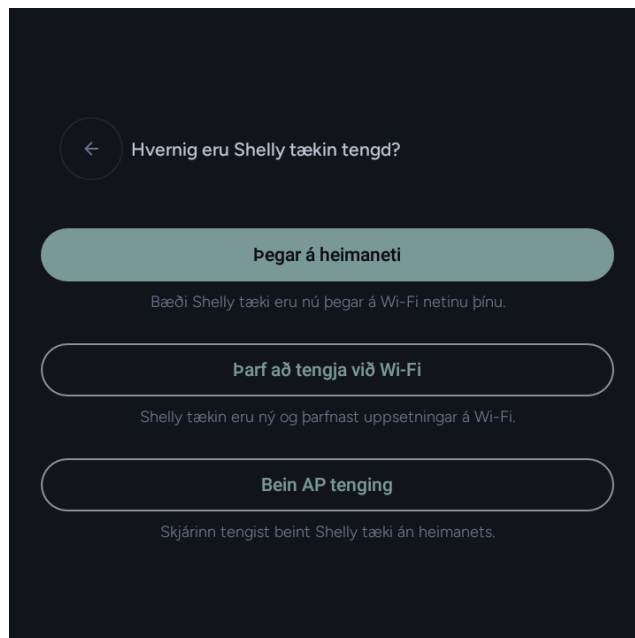 Hvernig eru Shelly tækin tengd?
Þegar á heimaneti
Bæði Shelly tæki eru nú þegar á Wi-Fi netinu þínu.
Þarf að tengja við Wi-Fi
Shelly tækin eru ný og þarfnast uppsetningar á Wi-Fi.
Bein AP tenging
Skjárinn tengist beint Shelly tæki án heimanets.